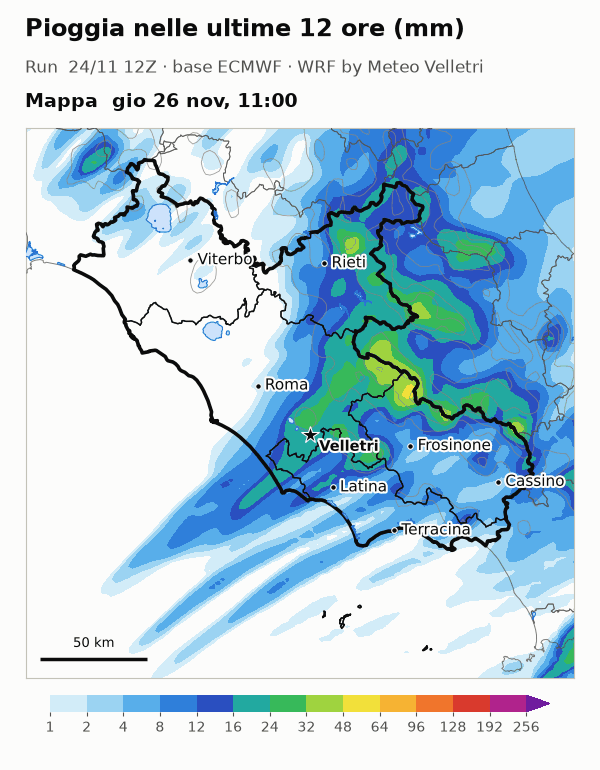 Pioggia nelle ultime 12 ore (mm)
Run  24/11 12Z · base ECMWF · WRF by Meteo Velletri
Mappa  gio 26 nov, 11:00
Viterbo
Rieti
Roma
Velletri
Frosinone
Latina
Cassino
Terracina
50 km
1 2 4 8 12 16 24 32 48 64 96 128 192 256